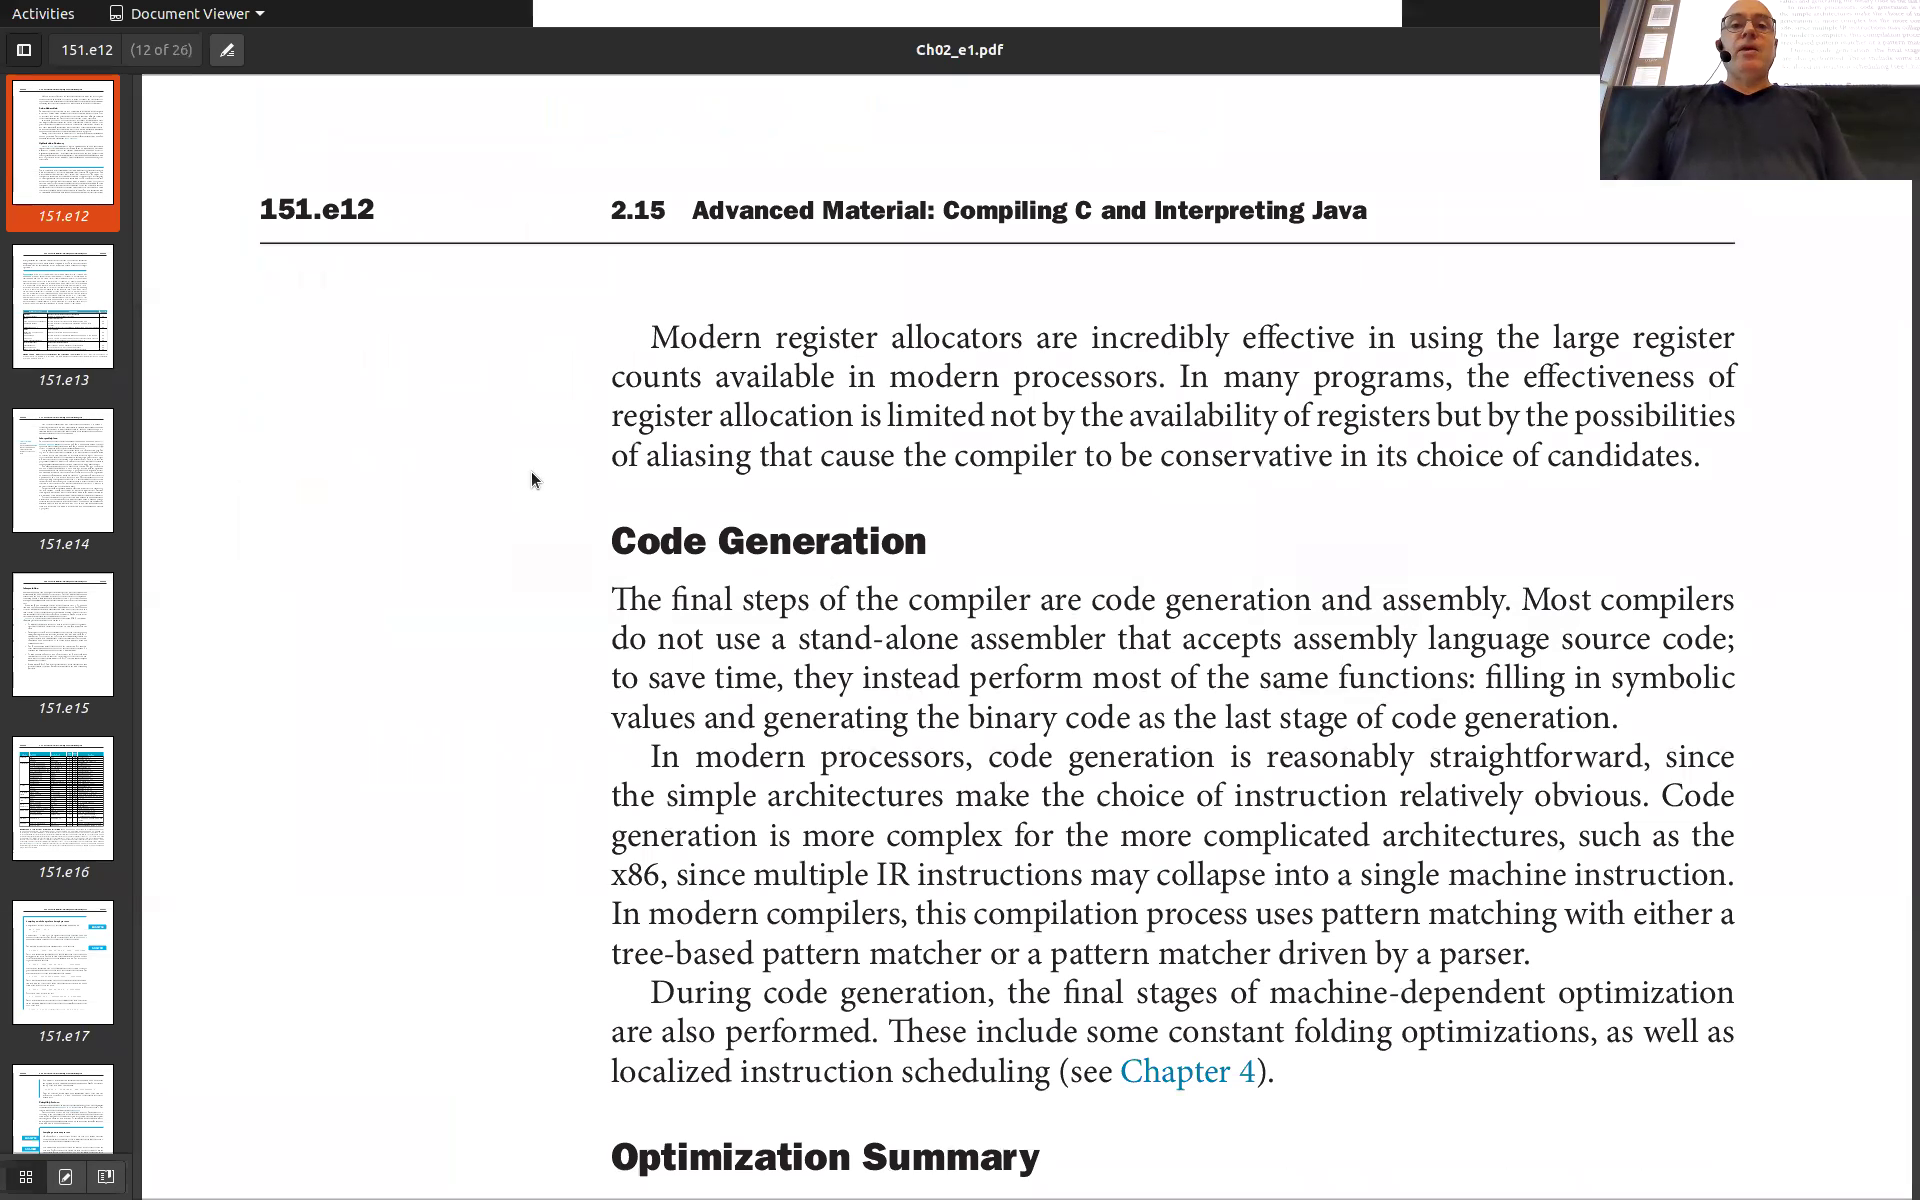 Activities
Document Viewer
151.e12
(12 of 26)
Ch02_e1.pdf
151.e12
151.e13
151.e14
151.e15
151.e16
151.e17
151.e12 2.15 Advanced Material: Compiling C and Interpreting Java
Modern register allocators are incredibly effective in using the large register
counts available in modern processors. In many programs, the effectiveness of
register allocation is limited not by the availability of registers but by the possibilities
of aliasing that cause the compiler to be conservative in its choice of candidates.
Code Generation
The final steps of the compiler are code generation and assembly. Most compilers
do not use a stand-alone assembler that accepts assembly language source code;
to save time, they instead perform most of the same functions: filling in symbolic
values and generating the binary code as the last stage of code generation.
In modern processors, code generation is reasonably straightforward, since
the simple architectures make the choice of instruction relatively obvious. Code
generation is more complex for the more complicated architectures, such as the
x86, since multiple IR instructions may collapse into a single machine instruction.
In modern compilers, this compilation process uses pattern matching with either a
tree-based pattern matcher or a pattern matcher driven by a parser.
During code generation, the final stages of machine-dependent optimization
are also performed. These include some constant folding optimizations, as well as
localized instruction scheduling (see Chapter 4).
Optimization Summary